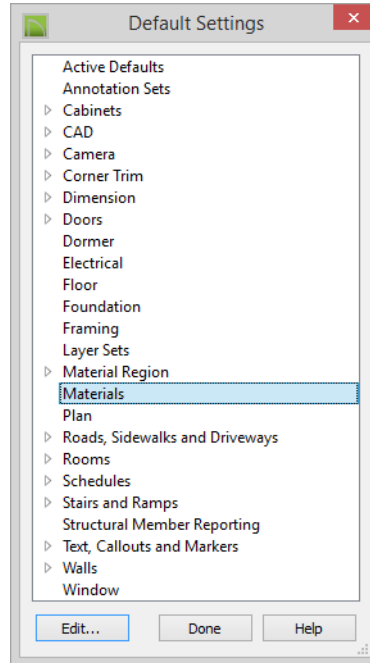 Default Settings
Active Defaults
Annotation Sets
Cabinets
CAD
Camera
Corner Trim
Dimension
Doors
Dormer
Electrical
Floor
Foundation
Framing
Layer Sets
Material Region
Materials
Plan
Roads, Sidewalks and Driveways
Rooms
Schedules
Stairs and Ramps
Structural Member Reporting
Text, Callouts and Markers
Walls
Window
Edit... Done Help